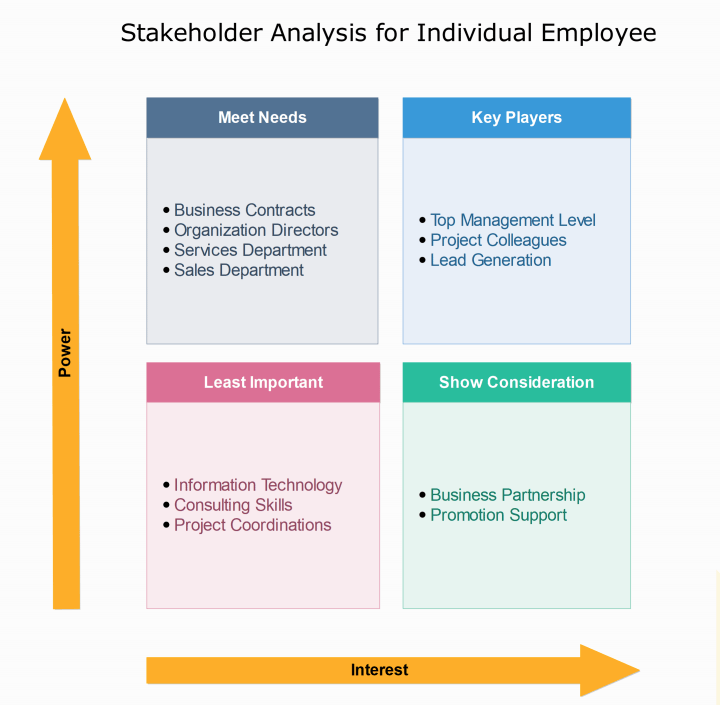 Stakeholder Analysis for Individual Employee
Meet Needs
• Business Contracts
• Organization Directors
• Services Department
• Sales Department
Key Players
• Top Management Level
• Project Colleagues
• Lead Generation
Power
Least Important
• Information Technology
• Consulting Skills
• Project Coordinations
Show Consideration
• Business Partnership
• Promotion Support
Interest